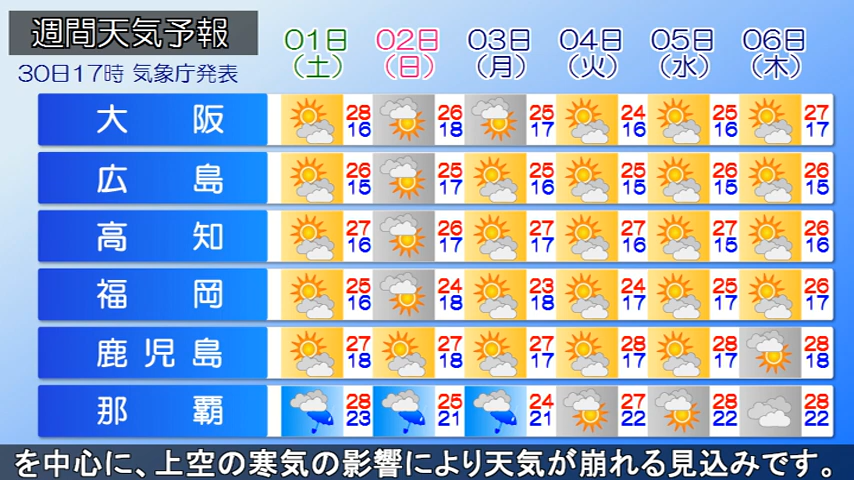 週間天気予報
30日17時 気象庁発表
01日 02日 03日 04日 05日 06日
(土) (日) (月) (火) (水) (木)
大阪 28 16 26 18 25 17 24 16 25 16 27 17
広島 26 15 25 17 25 16 25 15 26 15 26 15
高知 27 16 26 17 27 17 27 16 27 15 26 16
福岡 25 16 24 18 23 18 24 17 25 17 26 17
鹿児島 27 18 27 18 27 17 28 17 28 17 28 18
那覇 28 23 25 21 24 21 27 22 28 22 28 22
を中心に、上空の寒気の影響により天気が崩れる見込みです。